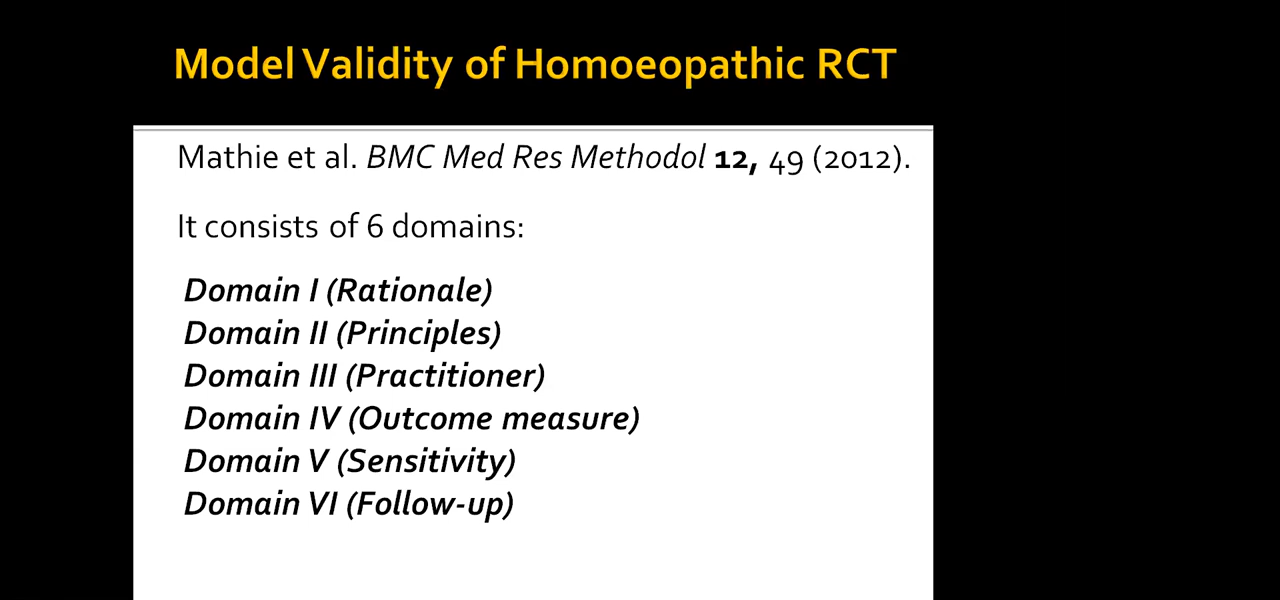 Model Validity of Homoeopathic RCT
Mathie et al. BMC Med Res Methodol 12, 49 (2012).
It consists of 6 domains:
Domain I (Rationale)
Domain II (Principles)
Domain III (Practitioner)
Domain IV (Outcome measure)
Domain V (Sensitivity)
Domain VI (Follow-up)